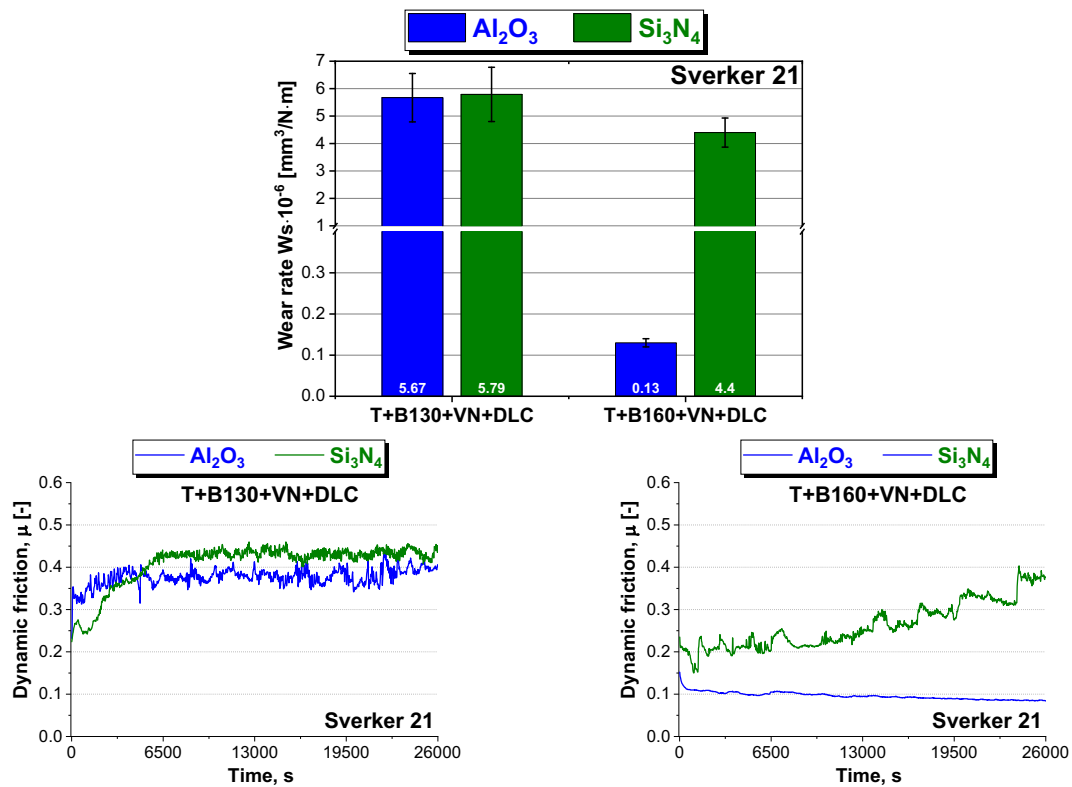 Al₂O₃ Si₃N₄
Sverker 21
Wear rate Ws·10⁻⁶ [mm³/N·m]
7
6
5
4
3
2
1
0.3
0.2
0.1
0.0
5.67 5.79 0.13 4.4
T+B130+VN+DLC T+B160+VN+DLC
Al₂O₃ Si₃N₄
T+B130+VN+DLC
Dynamic friction, μ [-]
0.6
0.5
0.4
0.3
0.2
0.1
0.0
Sverker 21
0 6500 13000 19500 26000
Time, s
Al₂O₃ Si₃N₄
T+B160+VN+DLC
Dynamic friction, μ [-]
0.6
0.5
0.4
0.3
0.2
0.1
0.0
Sverker 21
0 6500 13000 19500 26000
Time, s